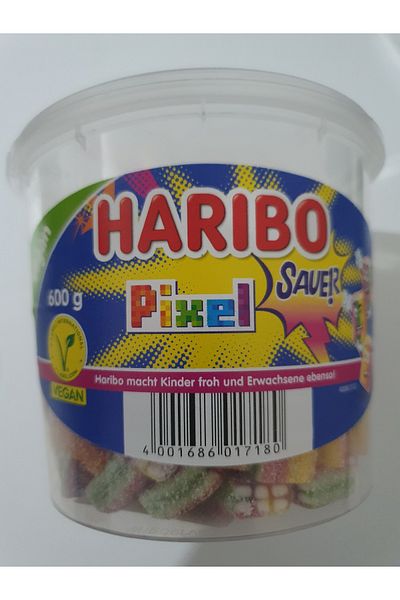 HARIBO
Pixel
SAUER
600 g
VEGAN
Haribo macht Kinder froh und Erwachsene ebenso!
4 001686 017180